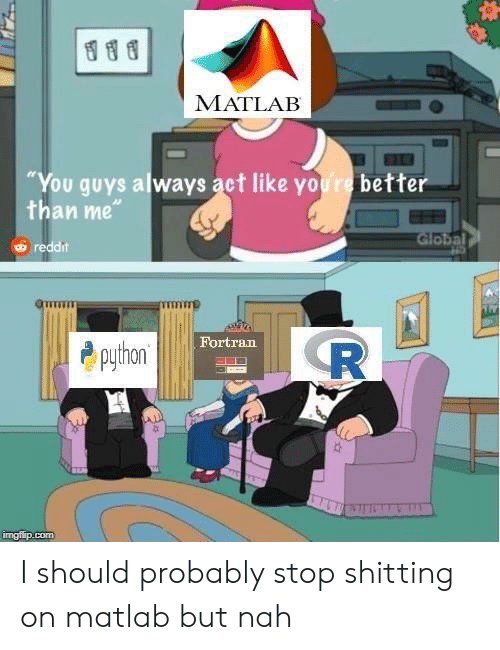 MATLAB
"You guys always act like you're better
than me"
reddit
Global
HD
python
Fortran
R
imgflip.com
I should probably stop shitting
on matlab but nah